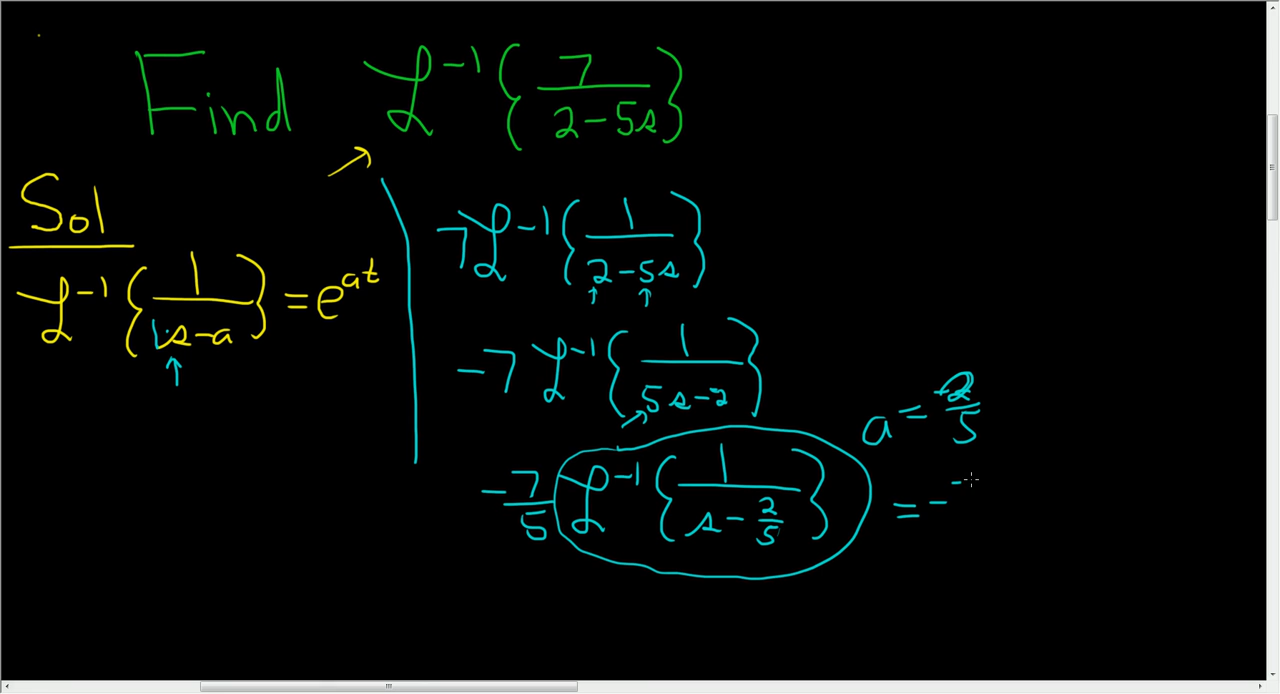 Find ℒ⁻¹{7/(2-5s)}
Sol
ℒ⁻¹{1/(1·s-a)} = e^{at}
7ℒ⁻¹{1/(2-5s)}
-7ℒ⁻¹{1/(5s-2)}
a = 2/5
-7/5 ℒ⁻¹{1/(s-2/5)} = -